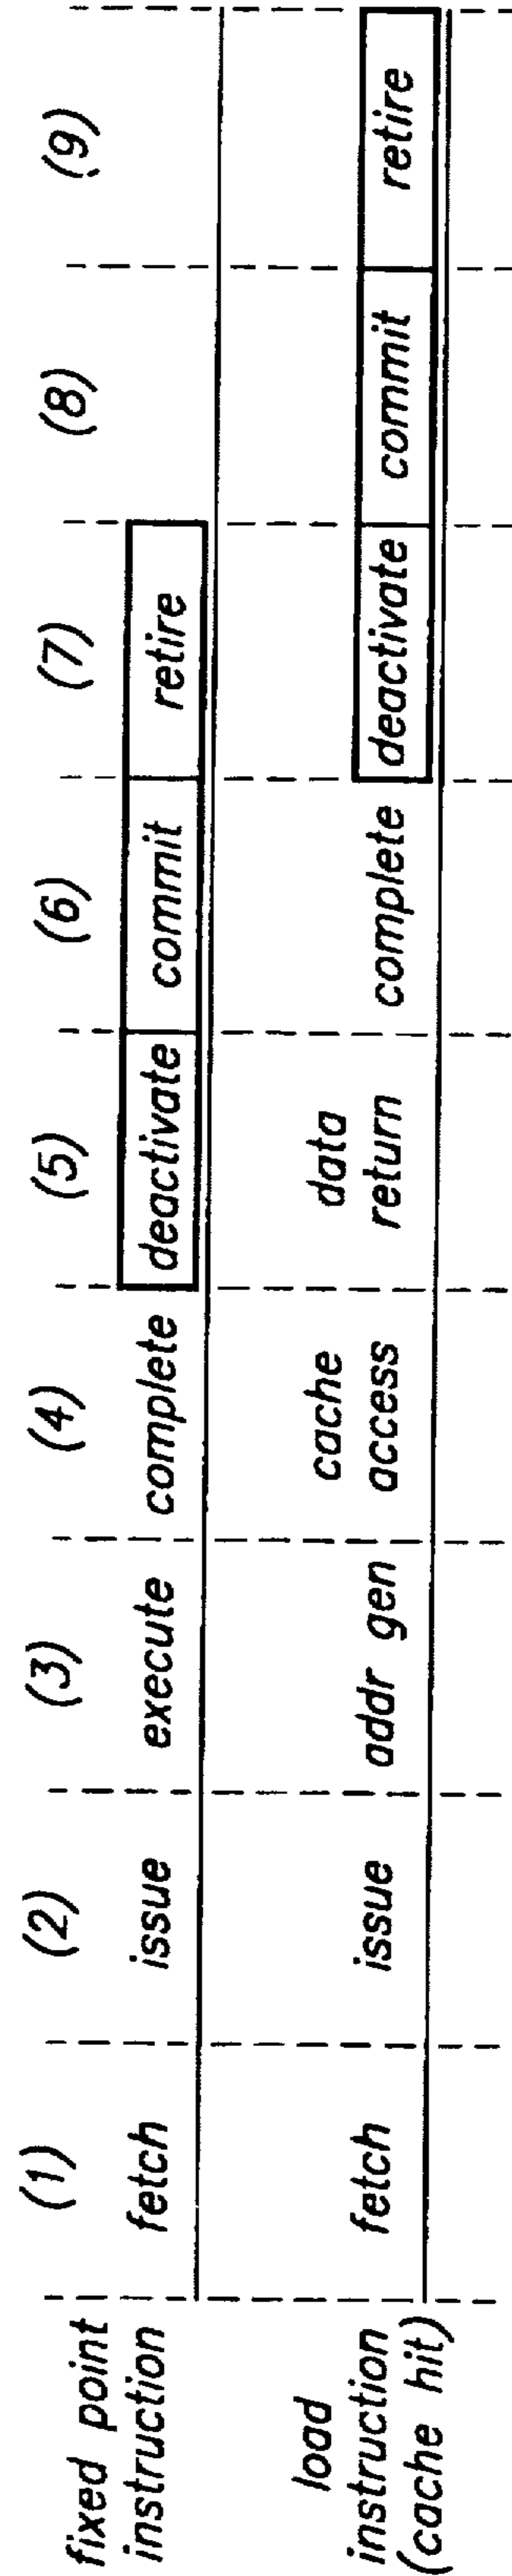 (1) (2) (3) (4) (5) (6) (7) (8) (9)
fixed point
instruction
fetch issue execute complete deactivate commit retire
load
instruction
(cache hit)
fetch issue addr gen cache
access data
return complete deactivate commit retire